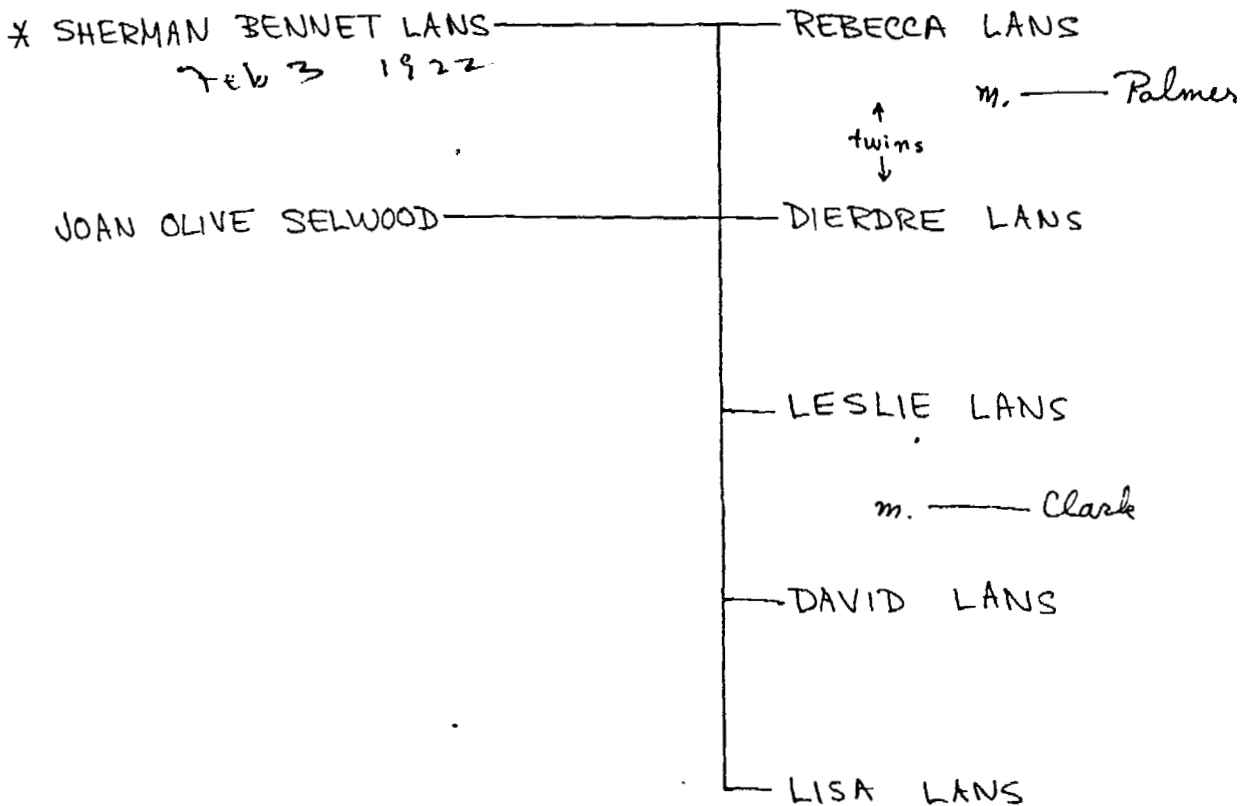 * SHERMAN BENNET LANS REBECCA LANS
Feb 3 1922
m. —— Palmer
twins
JOAN OLIVE SELWOOD DIERDRE LANS
LESLIE LANS
m. —— Clark
DAVID LANS
LISA LANS